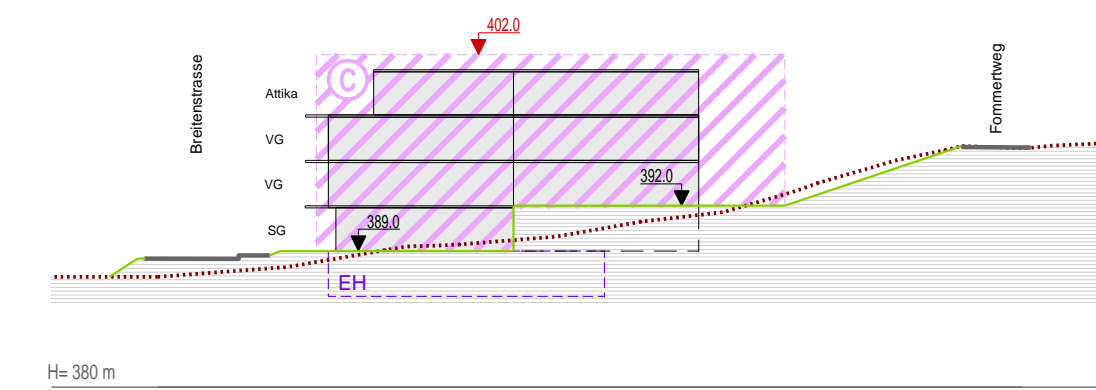 402.0
Breitenstrasse
C
Fommertweg
Attika
VG
392.0
VG
389.0
SG
EH
H= 380 m